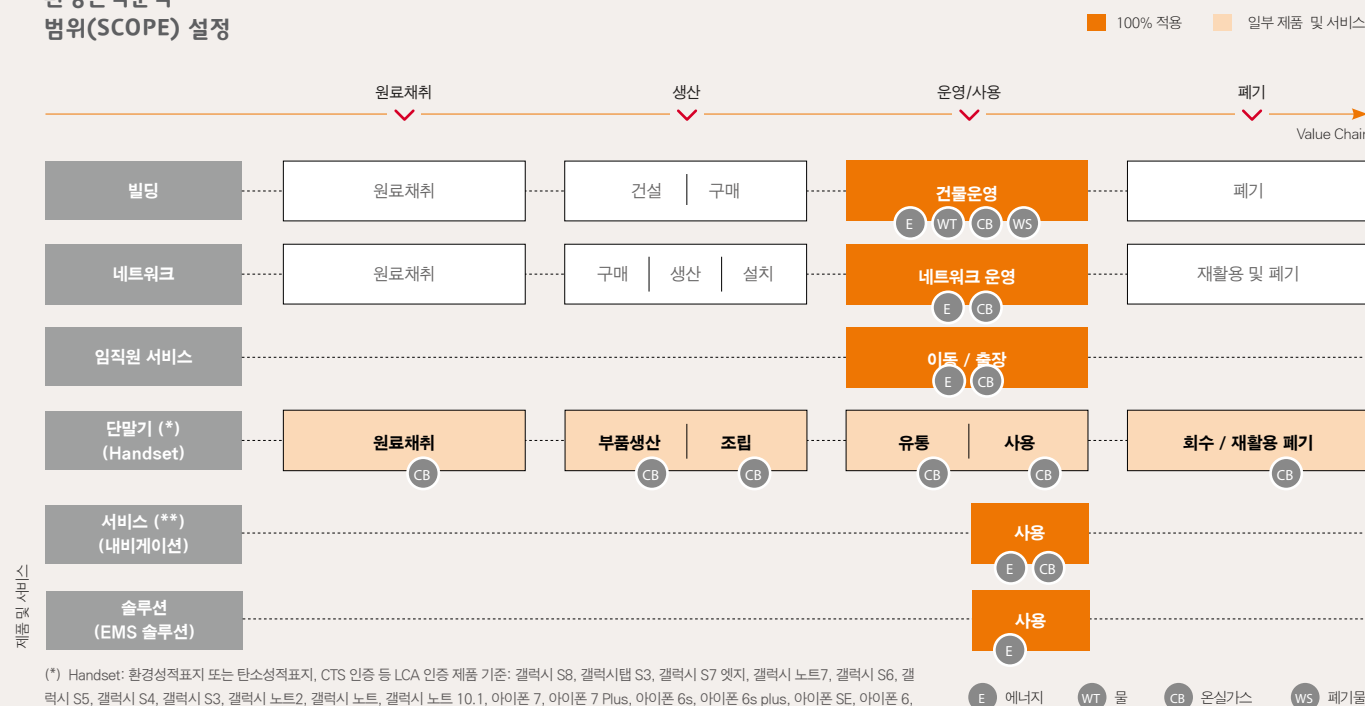 범위(SCOPE) 설정
100% 적용
일부 제품 및 서비스
원료채취
생산
운영/사용
폐기
Value Chain
빌딩
원료채취
건설
구매
건물운영
폐기
E
WT
CB
WS
네트워크
원료채취
구매
생산
설치
네트워크 운영
재활용 및 폐기
E
CB
임직원 서비스
이동 / 출장
E
CB
단말기 (*)
(Handset)
원료채취
부품생산
조립
유통
사용
회수 / 재활용 폐기
CB
CB
CB
CB
CB
CB
제품 및 서비스
서비스 (**)
(내비게이션)
사용
E
CB
솔루션
(EMS 솔루션)
사용
E
(*) Handset: 환경성적표지 또는 탄소성적표지, CTS 인증 등 LCA 인증 제품 기준: 갤럭시 S8, 갤럭시탭 S3, 갤럭시 S7 엣지, 갤럭시 노트7, 갤럭시 S6, 갤
럭시 S5, 갤럭시 S4, 갤럭시 S3, 갤럭시 노트2, 갤럭시 노트, 갤럭시 노트 10.1, 아이폰 7, 아이폰 7 Plus, 아이폰 6s, 아이폰 6s plus, 아이폰 SE, 아이폰 6,
E 에너지
WT 물
CB 온실가스
WS 폐기물